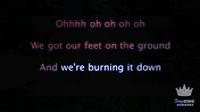 Ohhhh oh oh oh oh
We got our feet on the ground
And we're burning it down